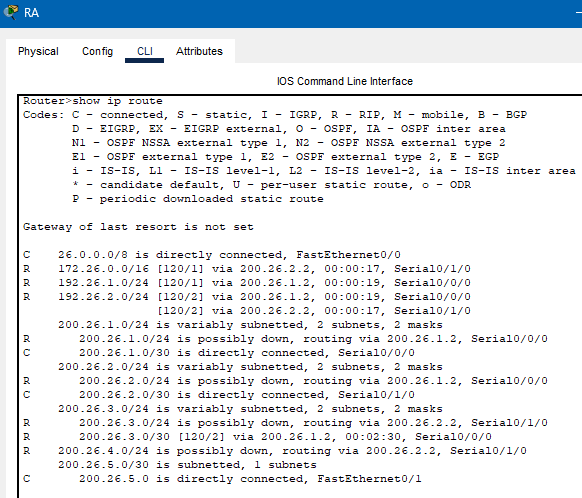 RA
Physical Config CLI Attributes
IOS Command Line Interface
Router>show ip route
Codes: C - connected, S - static, I - IGRP, R - RIP, M - mobile, B - BGP
D - EIGRP, EX - EIGRP external, O - OSPF, IA - OSPF inter area
N1 - OSPF NSSA external type 1, N2 - OSPF NSSA external type 2
E1 - OSPF external type 1, E2 - OSPF external type 2, E - EGP
i - IS-IS, L1 - IS-IS level-1, L2 - IS-IS level-2, ia - IS-IS inter area
* - candidate default, U - per-user static route, o - ODR
P - periodic downloaded static route
Gateway of last resort is not set
C 26.0.0.0/8 is directly connected, FastEthernet0/0
R 172.26.0.0/16 [120/1] via 200.26.2.2, 00:00:17, Serial0/1/0
R 192.26.1.0/24 [120/1] via 200.26.1.2, 00:00:19, Serial0/0/0
R 192.26.2.0/24 [120/2] via 200.26.1.2, 00:00:19, Serial0/0/0
[120/2] via 200.26.2.2, 00:00:17, Serial0/1/0
200.26.1.0/24 is variably subnetted, 2 subnets, 2 masks
R 200.26.1.0/24 is possibly down, routing via 200.26.1.2, Serial0/0/0
C 200.26.1.0/30 is directly connected, Serial0/0/0
200.26.2.0/24 is variably subnetted, 2 subnets, 2 masks
R 200.26.2.0/24 is possibly down, routing via 200.26.1.2, Serial0/0/0
C 200.26.2.0/30 is directly connected, Serial0/1/0
200.26.3.0/24 is variably subnetted, 2 subnets, 2 masks
R 200.26.3.0/24 is possibly down, routing via 200.26.2.2, Serial0/1/0
R 200.26.3.0/30 [120/2] via 200.26.1.2, 00:02:30, Serial0/0/0
R 200.26.4.0/24 is possibly down, routing via 200.26.2.2, Serial0/1/0
200.26.5.0/30 is subnetted, 1 subnets
C 200.26.5.0 is directly connected, FastEthernet0/1